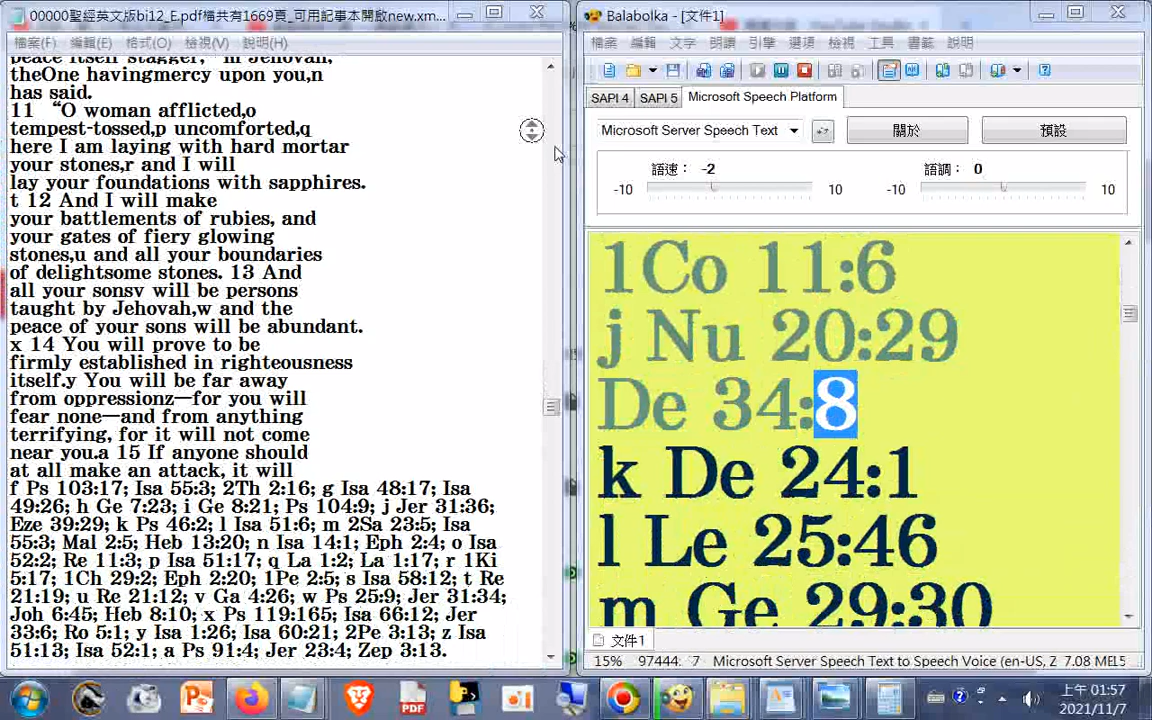 00000聖經英文版bi12_E.pdf檔共有1669頁_可用記事本開啟new.xm...
檔案(F) 編輯(E) 格式(O) 檢視(V) 說明(H)
peace itself stagger," m Jehovah,
theOne havingmercy upon you,n
has said.
11 “O woman afflicted,o
tempest-tossed,p uncomforted,q
here I am laying with hard mortar
your stones,r and I will
lay your foundations with sapphires.
t 12 And I will make
your battlements of rubies, and
your gates of fiery glowing
stones,u and all your boundaries
of delightsome stones. 13 And
all your sonsv will be persons
taught by Jehovah,w and the
peace of your sons will be abundant.
x 14 You will prove to be
firmly established in righteousness
itself.y You will be far away
from oppressionz—for you will
fear none—and from anything
terrifying, for it will not come
near you.a 15 If anyone should
at all make an attack, it will
f Ps 103:17; Isa 55:3; 2Th 2:16; g Isa 48:17; Isa
49:26; h Ge 7:23; i Ge 8:21; Ps 104:9; j Jer 31:36;
Eze 39:29; k Ps 46:2; l Isa 51:6; m 2Sa 23:5; Isa
55:3; Mal 2:5; Heb 13:20; n Isa 14:1; Eph 2:4; o Isa
52:2; Re 11:3; p Isa 51:17; q La 1:2; La 1:17; r 1Ki
5:17; 1Ch 29:2; Eph 2:20; 1Pe 2:5; s Isa 58:12; t Re
21:19; u Re 21:12; v Ga 4:26; w Ps 25:9; Jer 31:34;
Joh 6:45; Heb 8:10; x Ps 119:165; Isa 66:12; Jer
33:6; Ro 5:1; y Isa 1:26; Isa 60:21; 2Pe 3:13; z Isa
51:13; Isa 52:1; a Ps 91:4; Jer 23:4; Zep 3:13.
Balabolka - [文件1]
檔案 編輯 文字 朗讀 引擎 選項 檢視 工具 書籤 說明
SAPI 4 SAPI 5 Microsoft Speech Platform
Microsoft Server Speech Text 關於 預設
語速： -2 語調： 0
-10 10 -10 10
1Co 11:6
j Nu 20:29
De 34:8
k De 24:1
l Le 25:46
m Ge 29:30
文件1
15% 97444: 7 Microsoft Server Speech Text to Speech Voice (en-US, Z 7.08 ME15
PDF
上午 01:57
2021/11/7